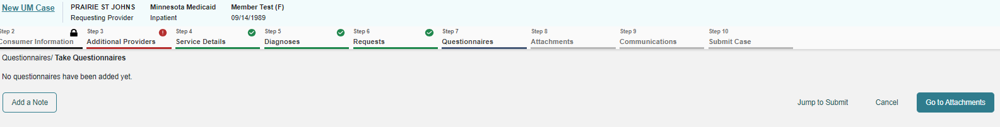 New UM Case
PRAIRIE ST JOHNS
Requesting Provider
Minnesota Medicaid
Inpatient
Member Test (F)
09/14/1989
Step 2
Consumer Information
Step 3
Additional Providers
Step 4
Service Details
Step 5
Diagnoses
Step 6
Requests
Step 7
Questionnaires
Step 8
Attachments
Step 9
Communications
Step 10
Submit Case
Questionnaires/ Take Questionnaires
No questionnaires have been added yet.
Add a Note
Jump to Submit
Cancel
Go to Attachments